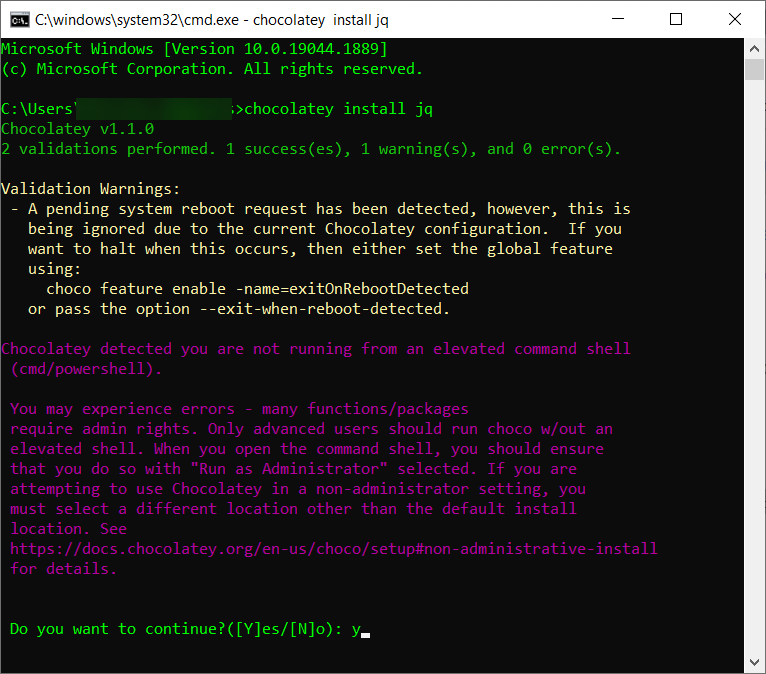 C:\windows\system32\cmd.exe - chocolatey  install jq
Microsoft Windows [Version 10.0.19044.1889]
(c) Microsoft Corporation. All rights reserved.
C:\Users\ >chocolatey install jq
Chocolatey v1.1.0
2 validations performed. 1 success(es), 1 warning(s), and 0 error(s).
Validation Warnings:
 - A pending system reboot request has been detected, however, this is
   being ignored due to the current Chocolatey configuration.  If you
   want to halt when this occurs, then either set the global feature
   using:
     choco feature enable -name=exitOnRebootDetected
   or pass the option --exit-when-reboot-detected.
Chocolatey detected you are not running from an elevated command shell
 (cmd/powershell).
 You may experience errors - many functions/packages
 require admin rights. Only advanced users should run choco w/out an
 elevated shell. When you open the command shell, you should ensure
 that you do so with "Run as Administrator" selected. If you are
 attempting to use Chocolatey in a non-administrator setting, you
 must select a different location other than the default install
 location. See
 https://docs.chocolatey.org/en-us/choco/setup#non-administrative-install
 for details.
 Do you want to continue?([Y]es/[N]o): y